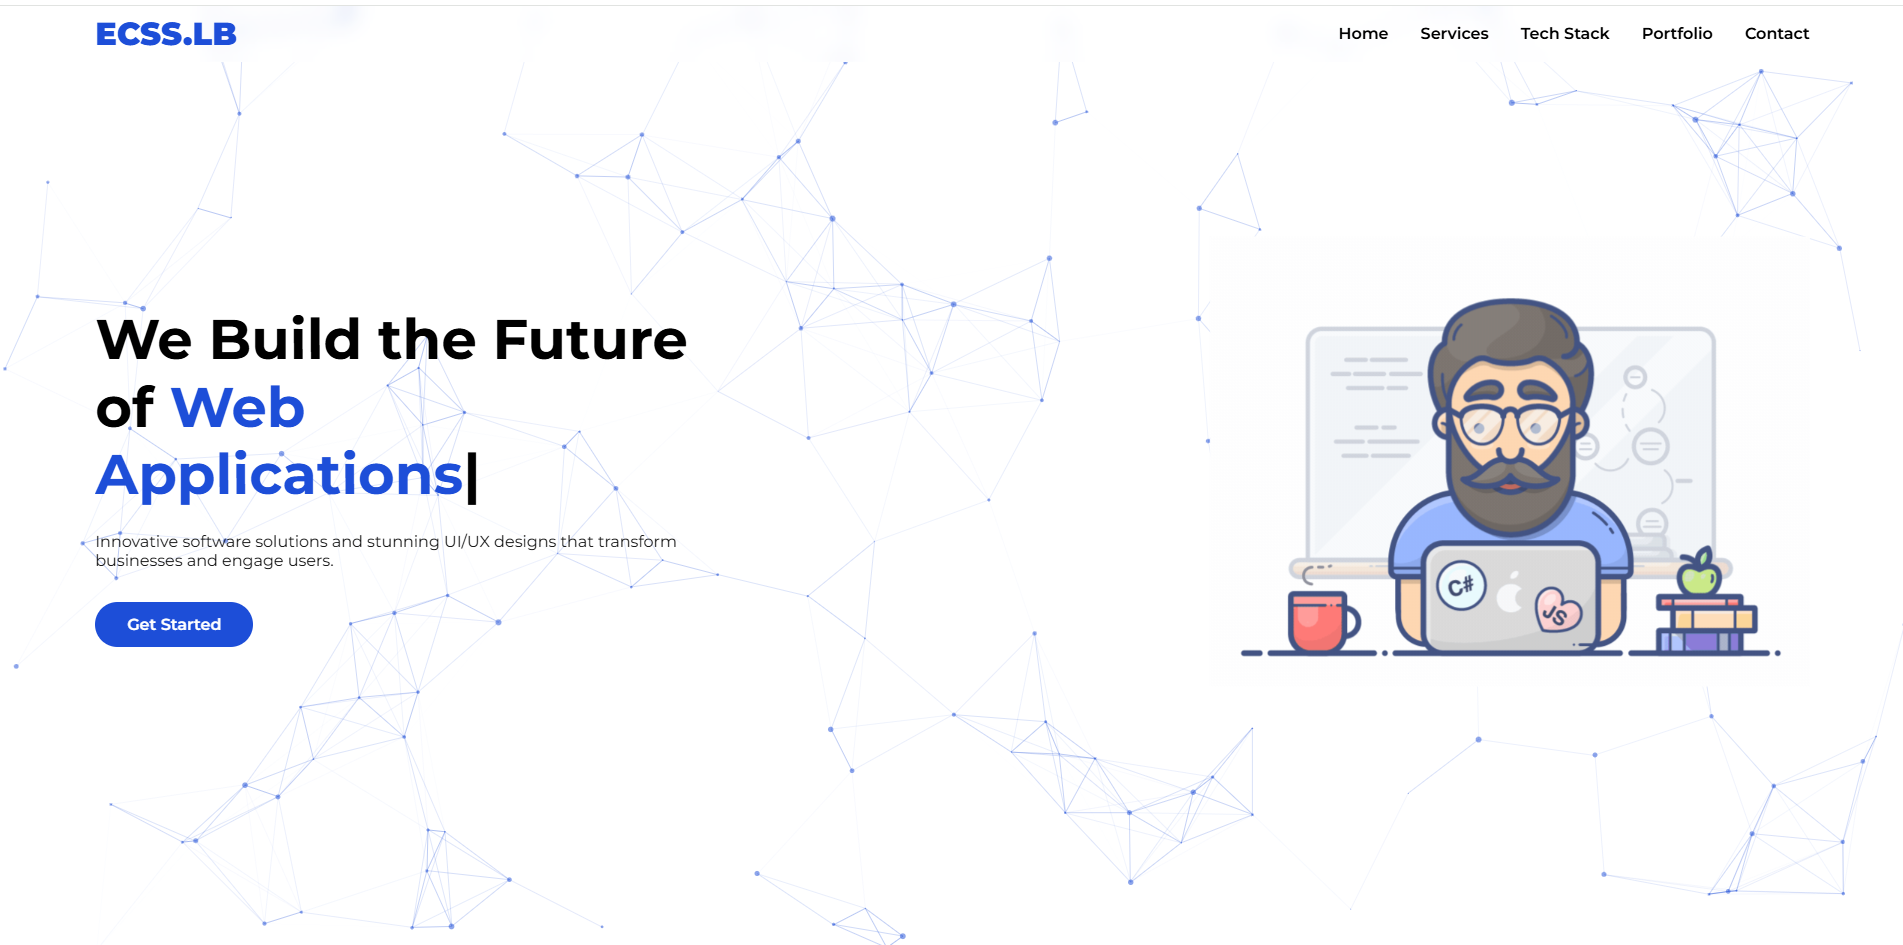 ECSS.LB
Home Services Tech Stack Portfolio Contact
We Build the Future
of Web
Applications|
Innovative software solutions and stunning UI/UX designs that transform
businesses and engage users.
Get Started
C#
JS